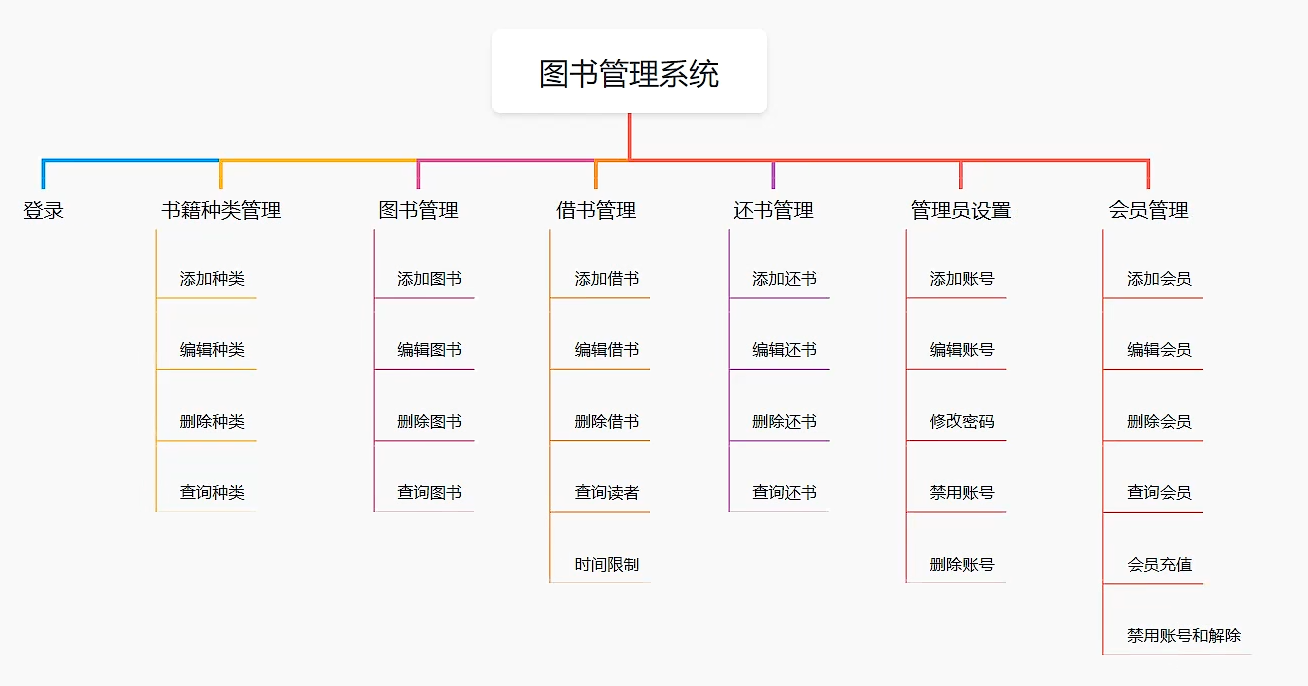 图书管理系统
登录
书籍种类管理
图书管理
借书管理
还书管理
管理员设置
会员管理
添加种类
添加图书
添加借书
添加还书
添加账号
添加会员
编辑种类
编辑图书
编辑借书
编辑还书
编辑账号
编辑会员
删除种类
删除图书
删除借书
删除还书
修改密码
删除会员
查询种类
查询图书
查询读者
查询还书
禁用账号
查询会员
时间限制
删除账号
会员充值
禁用账号和解除